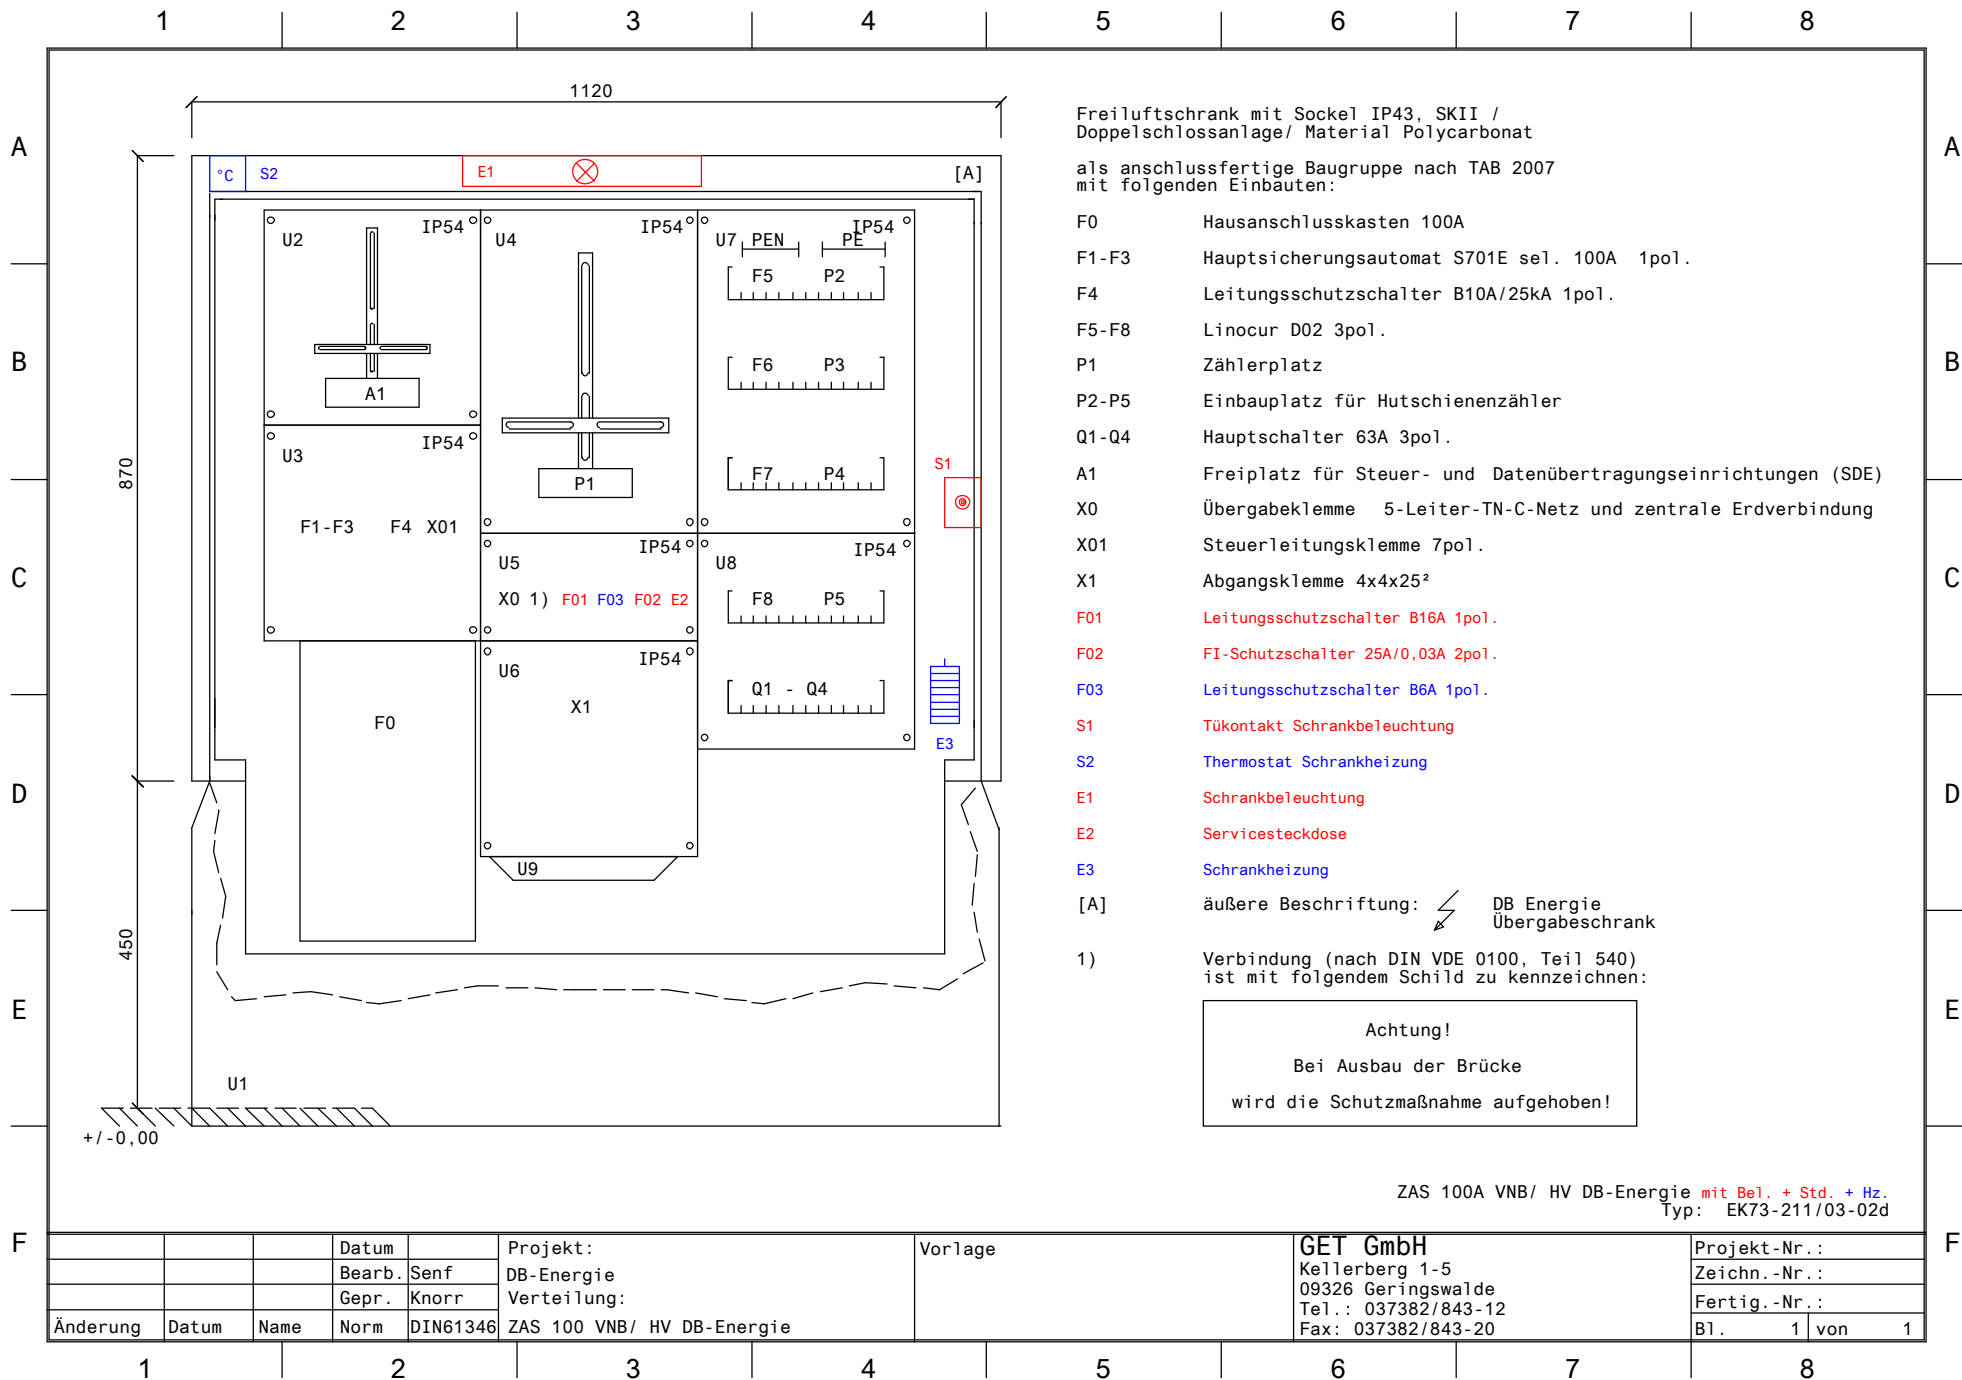 1 2 3 4 5 6 7 8
A A
B B
C C
D D
E E
F F
1120
870
450
°C S2 E1 [A]
U2 IP54
A1
U3 IP54
F1-F3 F4 X01
F0
U4 IP54
P1
U5 IP54
X0 1) F01 F03 F02 E2
U6 IP54
X1
U9
U7 IP54
PEN PE
F5 P2
F6 P3
F7 P4
U8 IP54
F8 P5
Q1 - Q4
S1
E3
U1
+/-0,00
Freiluftschrank mit Sockel IP43, SKII /
Doppelschlossanlage/ Material Polycarbonat
als anschlussfertige Baugruppe nach TAB 2007
mit folgenden Einbauten:
F0 Hausanschlusskasten 100A
F1-F3 Hauptsicherungsautomat S701E sel. 100A 1pol.
F4 Leitungsschutzschalter B10A/25kA 1pol.
F5-F8 Linocur D02 3pol.
P1 Zählerplatz
P2-P5 Einbauplatz für Hutschienenzähler
Q1-Q4 Hauptschalter 63A 3pol.
A1 Freiplatz für Steuer- und Datenübertragungseinrichtungen (SDE)
X0 Übergabeklemme 5-Leiter-TN-C-Netz und zentrale Erdverbindung
X01 Steuerleitungsklemme 7pol.
X1 Abgangsklemme 4x4x25²
F01 Leitungsschutzschalter B16A 1pol.
F02 FI-Schutzschalter 25A/0,03A 2pol.
F03 Leitungsschutzschalter B6A 1pol.
S1 Tükontakt Schrankbeleuchtung
S2 Thermostat Schrankheizung
E1 Schrankbeleuchtung
E2 Servicesteckdose
E3 Schrankheizung
[A] äußere Beschriftung: DB Energie
Übergabeschrank
1) Verbindung (nach DIN VDE 0100, Teil 540)
ist mit folgendem Schild zu kennzeichnen:
Achtung!
Bei Ausbau der Brücke
wird die Schutzmaßnahme aufgehoben!
ZAS 100A VNB/ HV DB-Energie mit Bel. + Std. + Hz.
Typ: EK73-211/03-02d
Datum
Bearb. Senf
Gepr. Knorr
Änderung Datum Name Norm DIN61346
Projekt:
DB-Energie
Verteilung:
ZAS 100 VNB/ HV DB-Energie
Vorlage
GET GmbH
Kellerberg 1-5
09326 Geringswalde
Tel.: 037382/843-12
Fax: 037382/843-20
Projekt-Nr.:
Zeichn.-Nr.:
Fertig.-Nr.:
Bl. 1 von 1
1 2 3 4 5 6 7 8